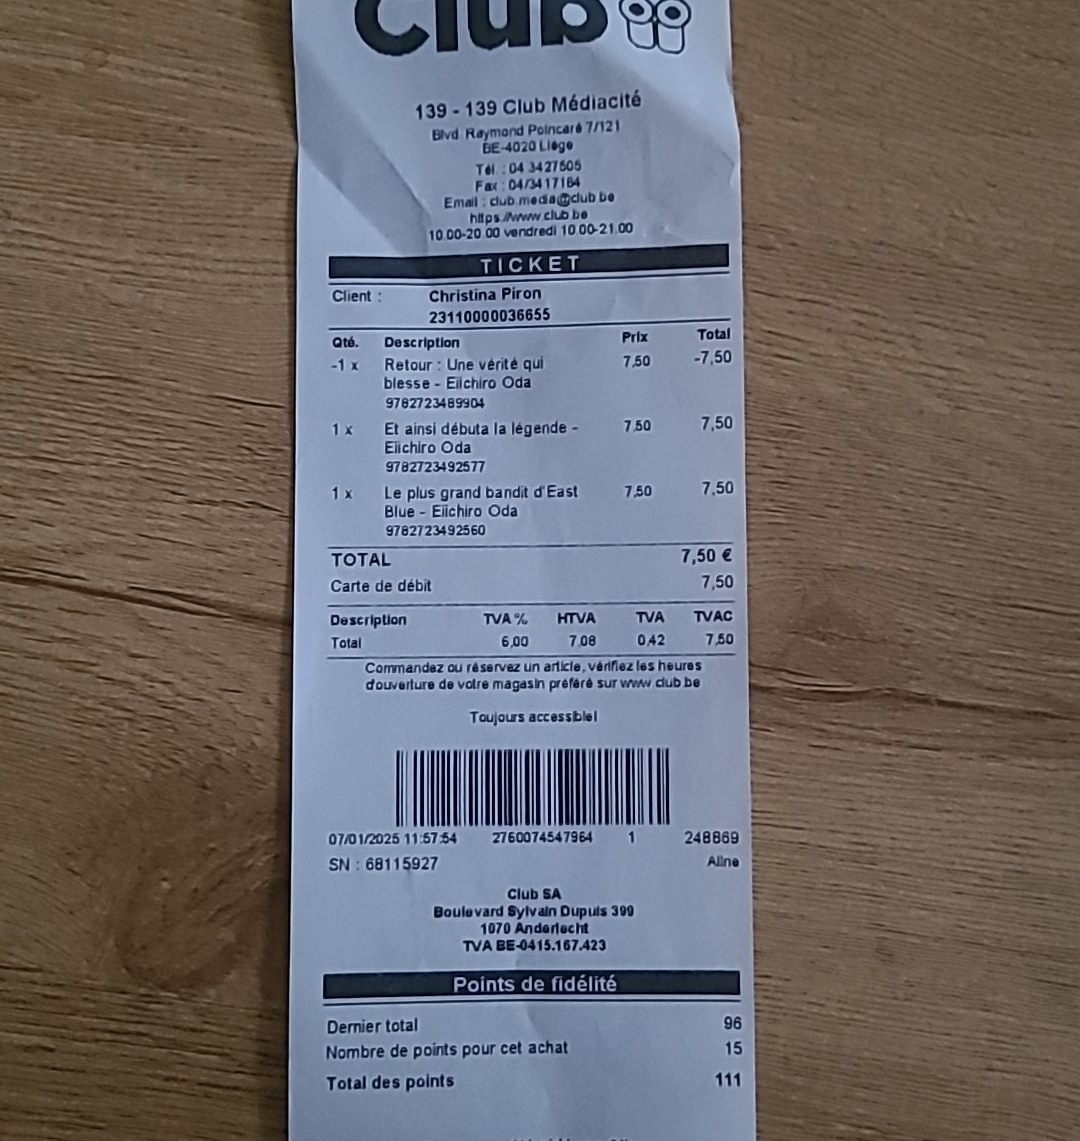 Club
139 - 139 Club Médiacité
Blvd. Raymond Poincaré 7/121
BE-4020 Liège
Tél. : 04 3427505
Fax : 04/3417184
Email : club.media@club.be
https://www.club.be
10.00-20.00 vendredi 10.00-21.00
TICKET
Client : Christina Piron
23110000036655
Qté. Description Prix Total
-1 x Retour : Une vérité qui 7,50 -7,50
blesse - Eiichiro Oda
9782723489904
1 x Et ainsi débuta la légende - 7,50 7,50
Eiichiro Oda
9782723492577
1 x Le plus grand bandit d'East 7,50 7,50
Blue - Eiichiro Oda
9782723492560
TOTAL 7,50 €
Carte de débit 7,50
Description TVA % HTVA TVA TVAC
Total 6,00 7,08 0,42 7,50
Commandez ou réservez un article, vérifiez les heures
d'ouverture de votre magasin préféré sur www.club.be
Toujours accessible!
07/01/2025 11:57:54 2760074547964 1 248869
SN : 68115927 Aline
Club SA
Boulevard Sylvain Dupuis 399
1070 Anderlecht
TVA BE-0415.167.423
Points de fidélité
Dernier total 96
Nombre de points pour cet achat 15
Total des points 111